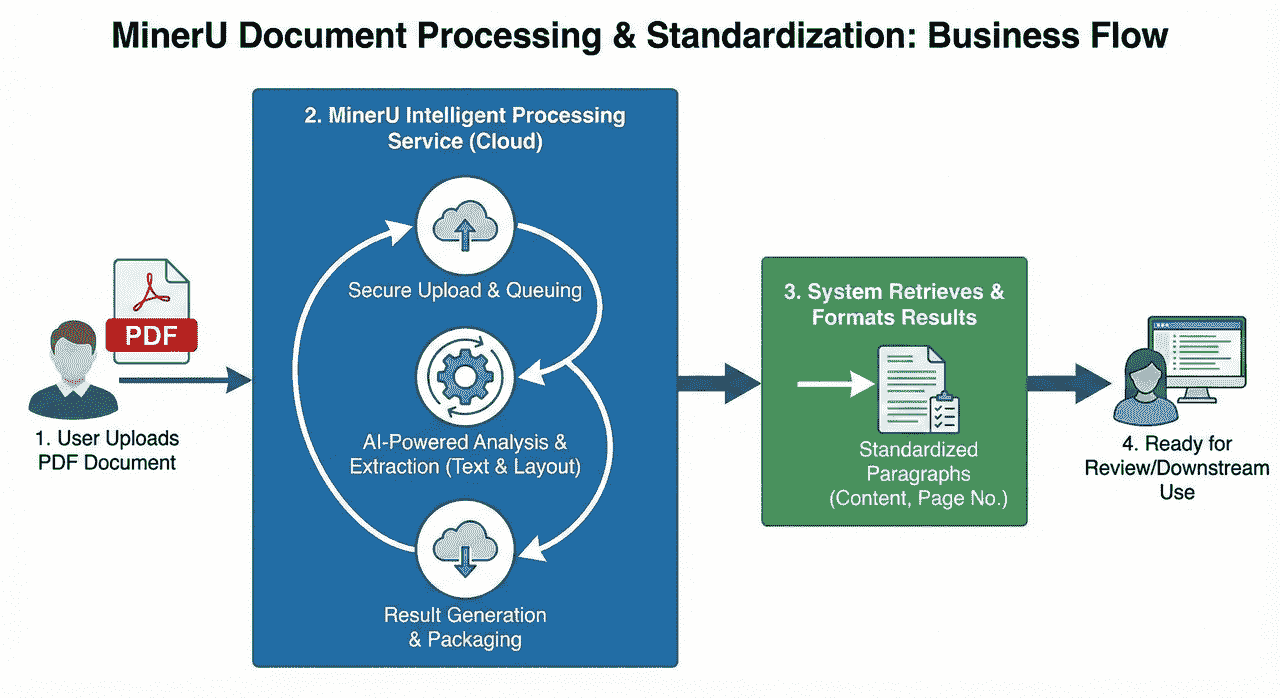 MinerU Document Processing & Standardization: Business Flow
PDF
1. User Uploads
PDF Document
2. MinerU Intelligent Processing
Service (Cloud)
Secure Upload & Queuing
AI-Powered Analysis &
Extraction (Text & Layout)
Result Generation
& Packaging
3. System Retrieves &
Formats Results
Standardized
Paragraphs
(Content, Page No.)
4. Ready for
Review/Downstream
Use